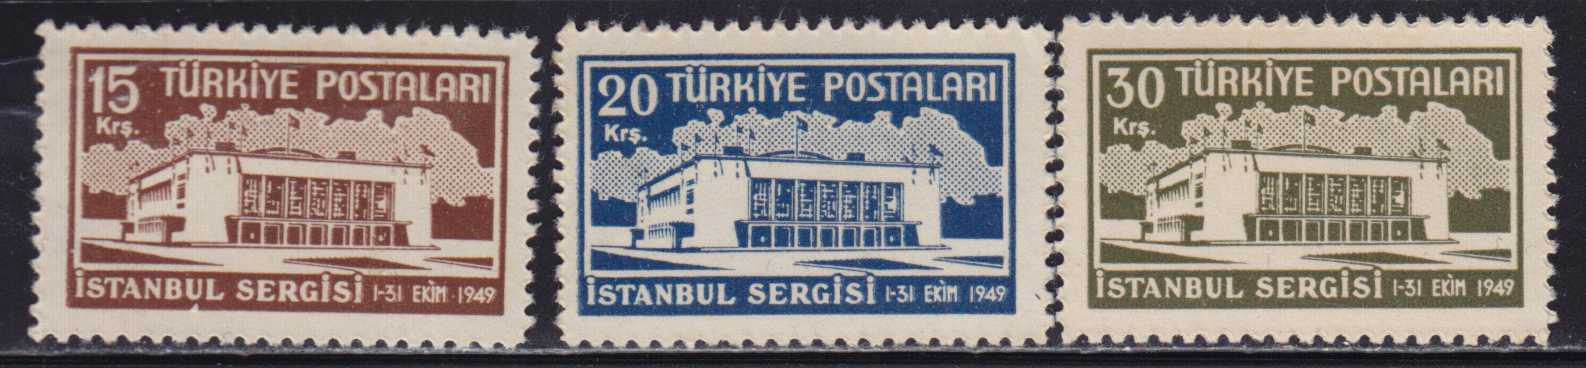 15 TÜRKİYE POSTALARI
Krş.
İSTANBUL SERGİSİ 1-31 EKİM 1949
20 TÜRKİYE POSTALARI
Krş.
İSTANBUL SERGİSİ 1-31 EKİM 1949
30 TÜRKİYE POSTALARI
Krş.
İSTANBUL SERGİSİ 1-31 EKİM 1949